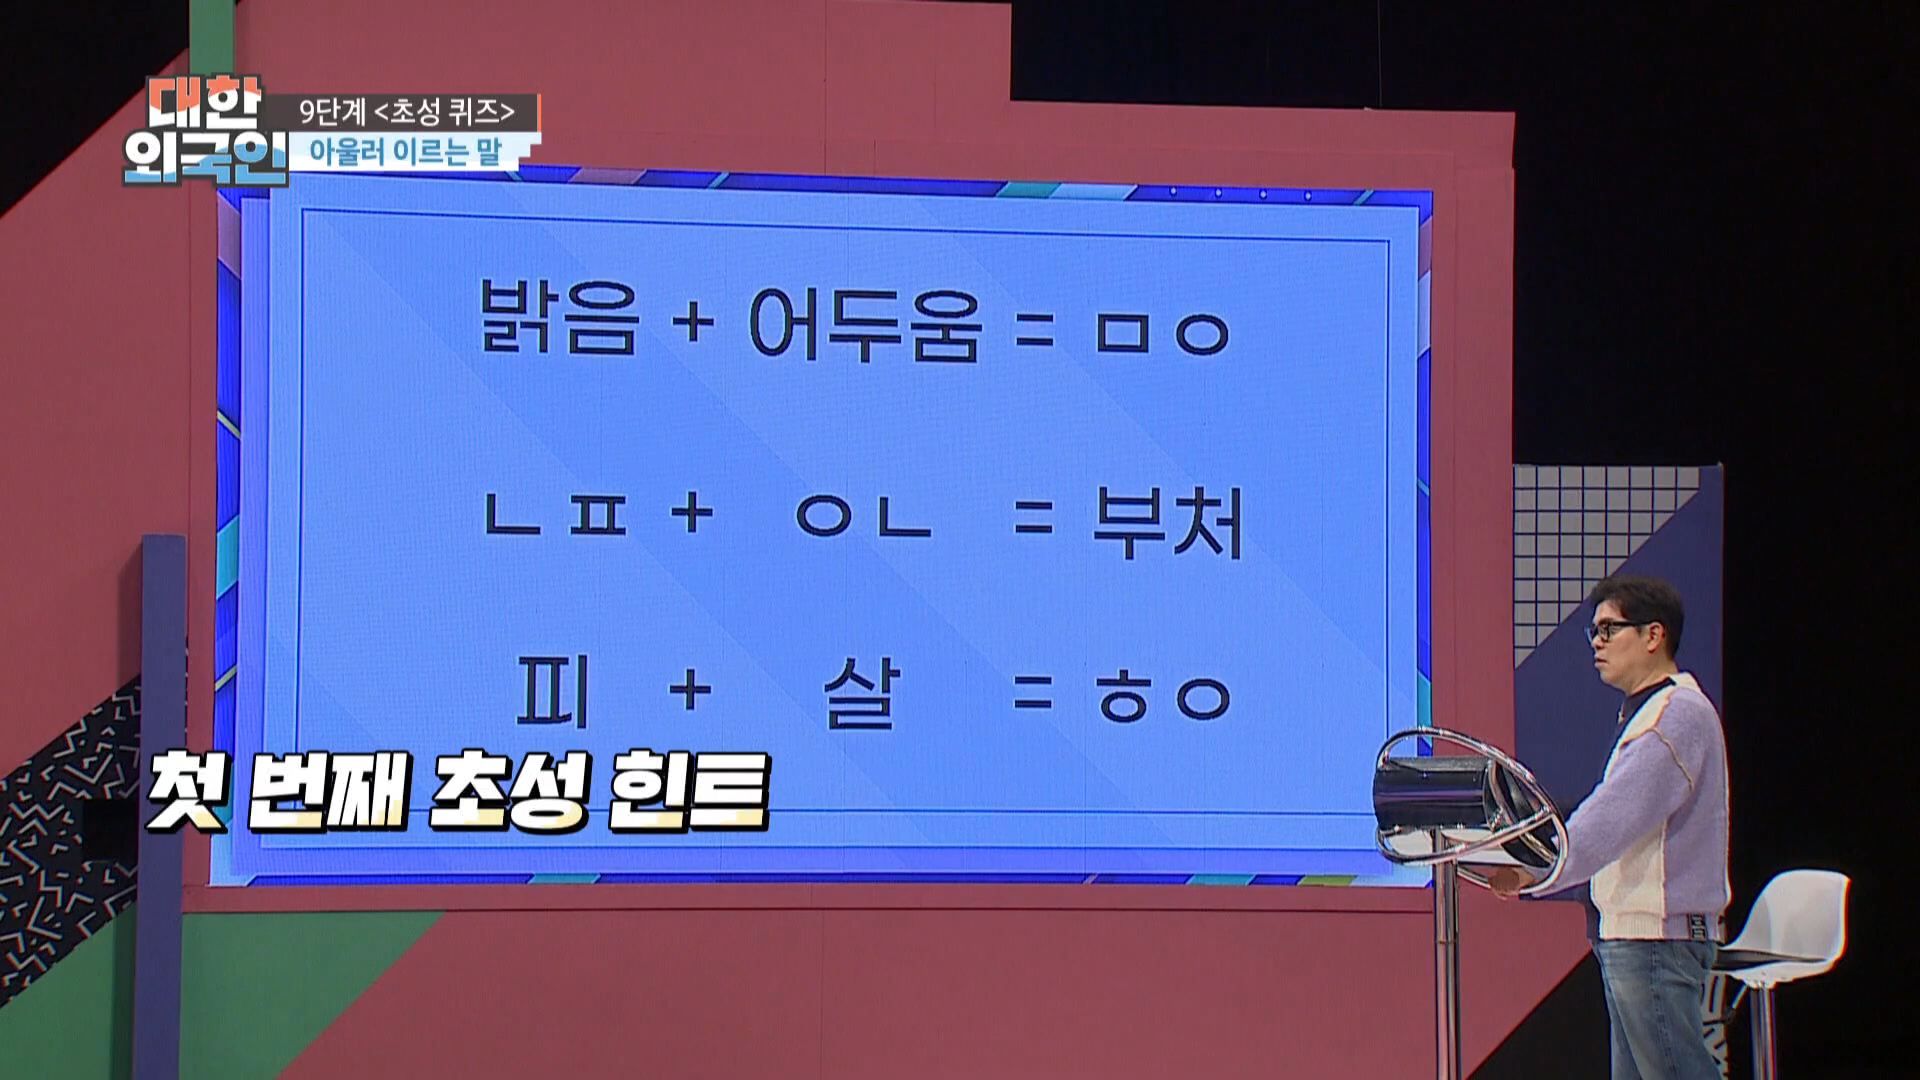 대한
외국인
9단계 <초성 퀴즈>
아울러 이르는 말
밝음 + 어두움 = ㅁㅇ
ㄴㅍ + ㅇㄴ = 부처
피 + 살 = ㅎㅇ
첫 번째 초성 힌트